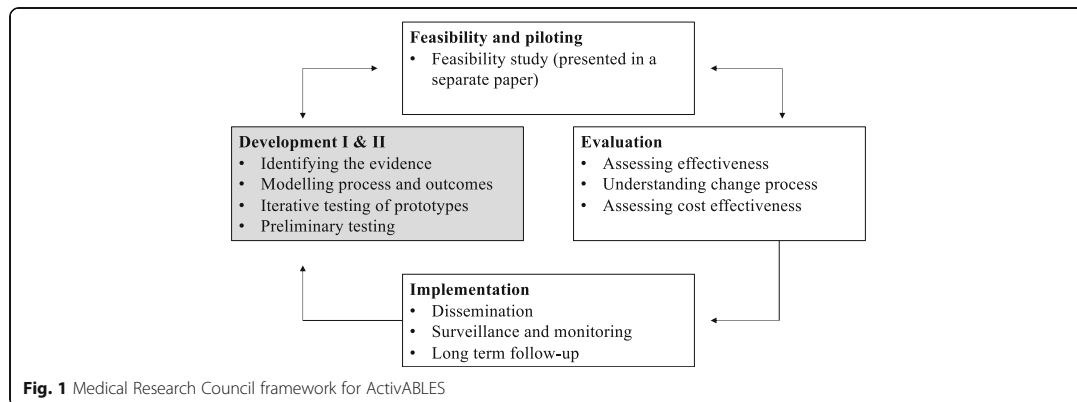 Feasibility and piloting
• Feasibility study (presented in a
separate paper)
Development I & II
• Identifying the evidence
• Modelling process and outcomes
• Iterative testing of prototypes
• Preliminary testing
Evaluation
• Assessing effectiveness
• Understanding change process
• Assessing cost effectiveness
Implementation
• Dissemination
• Surveillance and monitoring
• Long term follow-up
Fig. 1 Medical Research Council framework for ActivABLES